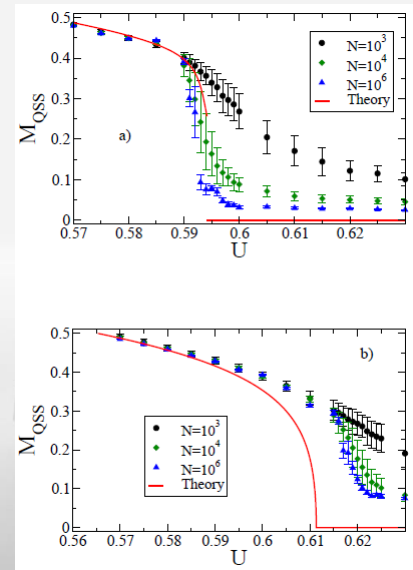 0.5
0.4
0.3
0.2
0.1
0
M_QSS
N=10^3
N=10^4
N=10^6
Theory
a)
0.57 0.58 0.59 0.6 0.61 0.62
U
0.5
0.4
0.3
0.2
0.1
0
M_QSS
b)
N=10^3
N=10^4
N=10^6
Theory
0.56 0.57 0.58 0.59 0.6 0.61 0.62
U